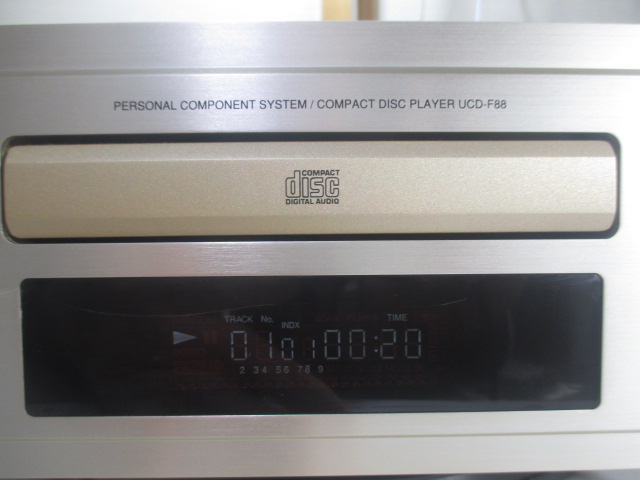 PERSONAL COMPONENT SYSTEM / COMPACT DISC PLAYER UCD-F88
COMPACT
disc
DIGITAL AUDIO
TRACK No. INDX TIME
01 01 00:20
2 3 4 5 6 7 8 9